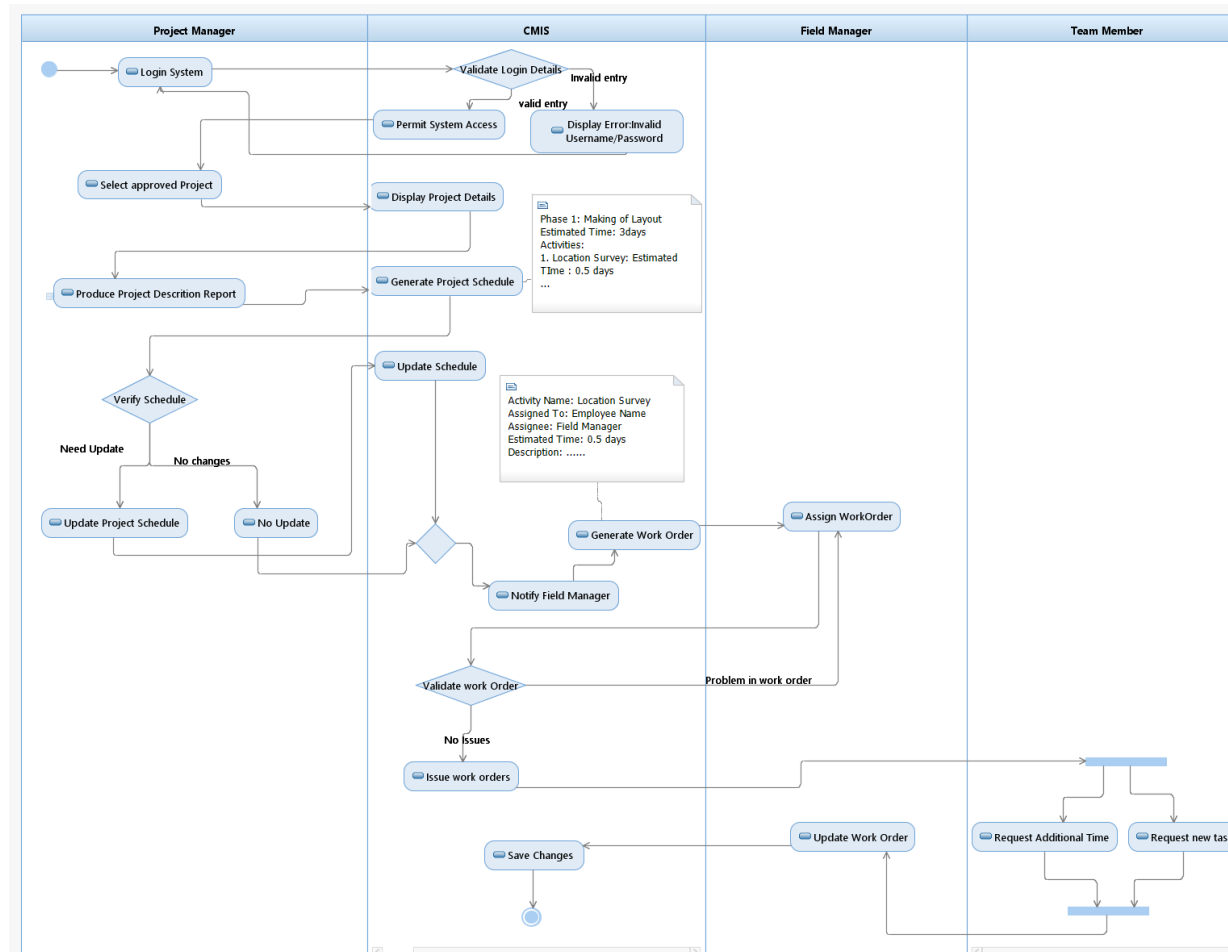 Project Manager
CMIS
Field Manager
Team Member
Login System
Validate Login Details
Invalid entry
valid entry
Permit System Access
Display Error:Invalid
Username/Password
Select approved Project
Display Project Details
Phase 1: Making of Layout
Estimated Time: 3days
Activities:
1. Location Survey: Estimated
TIme : 0.5 days
...
Generate Project Schedule
Produce Project Descrition Report
Update Schedule
Verify Schedule
Activity Name: Location Survey
Assigned To: Employee Name
Assignee: Field Manager
Estimated Time: 0.5 days
Description: ......
Need Update
No changes
Update Project Schedule
No Update
Assign WorkOrder
Generate Work Order
Notify Field Manager
Validate work Order
Problem in work order
No Issues
Issue work orders
Update Work Order
Request Additional Time
Request new tas
Save Changes